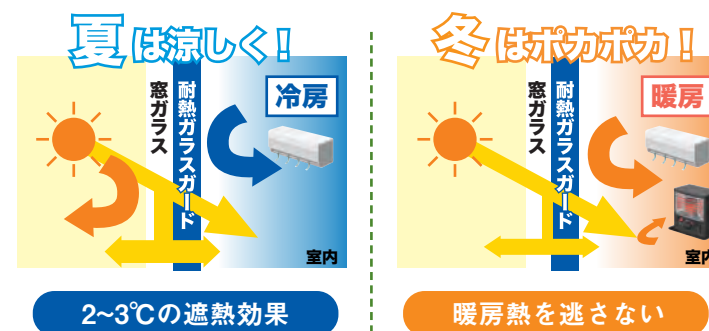 夏は涼しく!
窓ガラス
耐熱ガラスガード
冷房
室内
2~3℃の遮熱効果
冬はポカポカ!
窓ガラス
耐熱ガラスガード
暖房
室内
暖房熱を逃さない